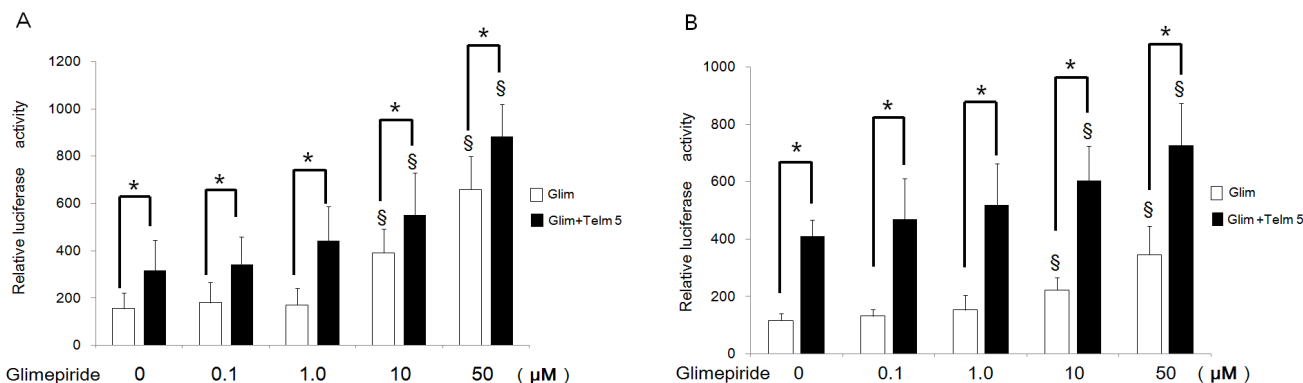 A
Relative luciferase activity
1200
1000
800
600
400
200
0
* * * * *
§ § § §
Glim
Glim+Telm 5
Glimepiride 0 0.1 1.0 10 50 ( μM )
B
Relative luciferase activity
1000
800
600
400
200
0
* * * * *
§ § § §
Glim
Glim+Telm 5
Glimepiride 0 0.1 1.0 10 50 ( μM )